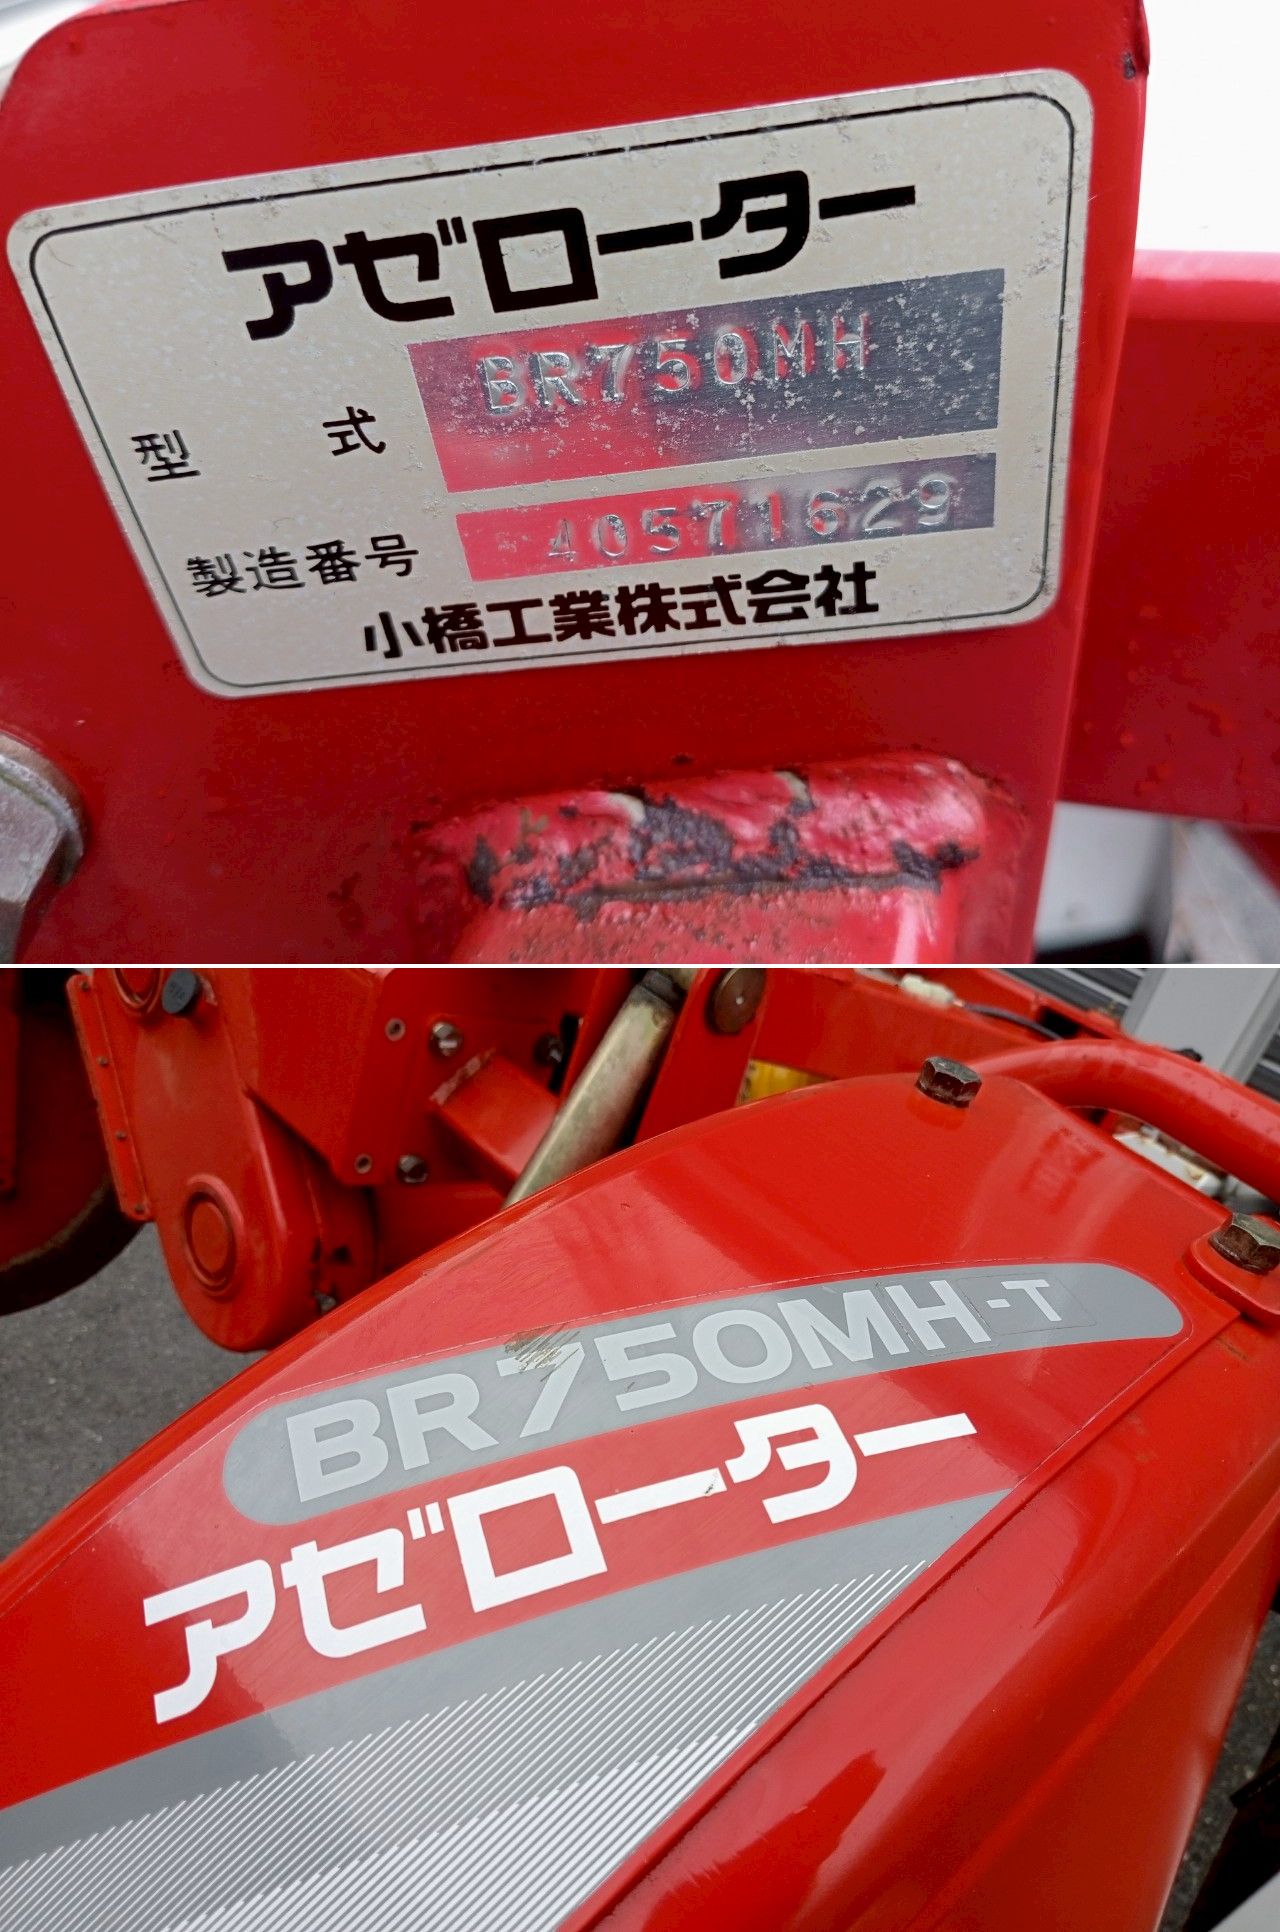 アゼローター
型式 BR750MH
製造番号 40571629
小橋工業株式会社
BR750MH-T
アゼローター